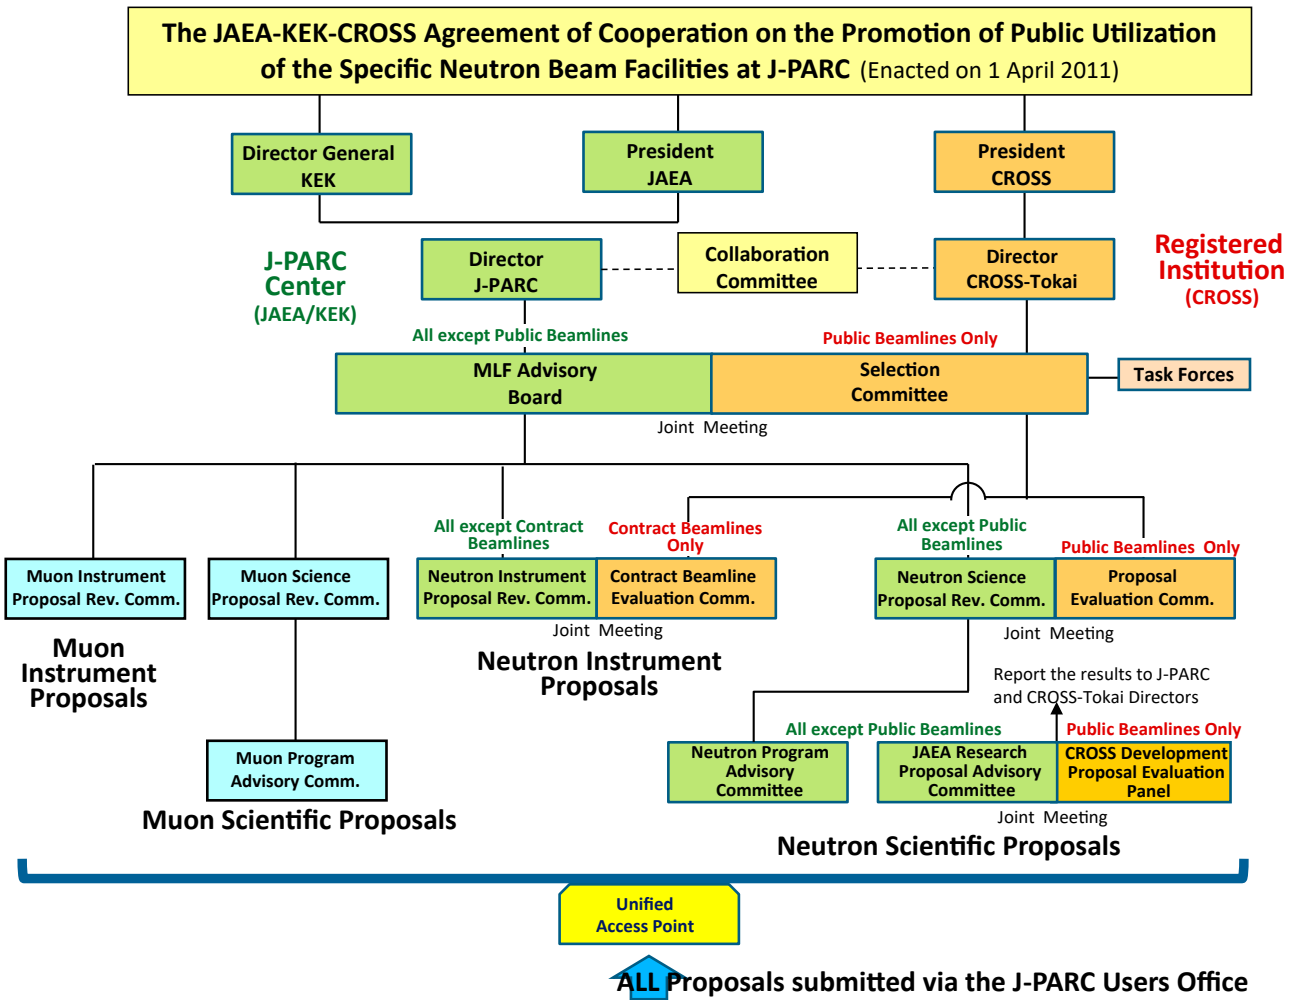 The JAEA-KEK-CROSS Agreement of Cooperation on the Promotion of Public Utilization
of the Specific Neutron Beam Facilities at J-PARC (Enacted on 1 April 2011)
Director General
KEK
President
JAEA
President
CROSS
J-PARC
Center
(JAEA/KEK)
Director
J-PARC
Collaboration
Committee
Director
CROSS-Tokai
Registered
Institution
(CROSS)
All except Public Beamlines
Public Beamlines Only
MLF Advisory
Board
Selection
Committee
Task Forces
Joint Meeting
All except Contract
Beamlines
Contract Beamlines
Only
All except Public
Beamlines
Public Beamlines Only
Muon Instrument
Proposal Rev. Comm.
Muon Science
Proposal Rev. Comm.
Neutron Instrument
Proposal Rev. Comm.
Contract Beamline
Evaluation Comm.
Neutron Science
Proposal Rev. Comm.
Proposal
Evaluation Comm.
Joint Meeting
Joint Meeting
Muon
Instrument
Proposals
Neutron Instrument
Proposals
Report the results to J-PARC
and CROSS-Tokai Directors
All except Public Beamlines
Public Beamlines Only
Muon Program
Advisory Comm.
Neutron Program
Advisory
Committee
JAEA Research
Proposal Advisory
Committee
CROSS Development
Proposal Evaluation
Panel
Joint Meeting
Muon Scientific Proposals
Neutron Scientific Proposals
Unified
Access Point
ALL Proposals submitted via the J-PARC Users Office